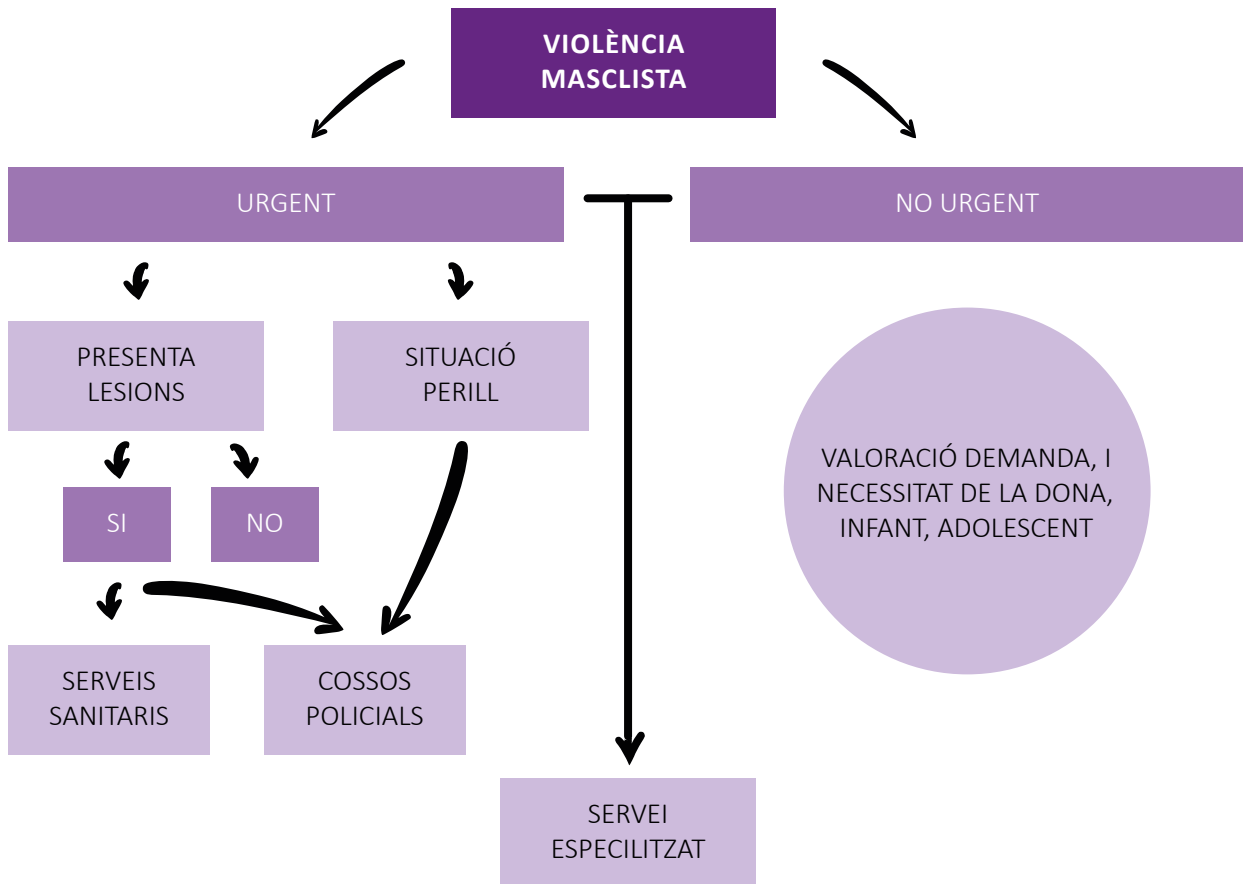 VIOLÈNCIA
MASCLISTA
URGENT
NO URGENT
PRESENTA
LESIONS
SITUACIÓ
PERILL
VALORACIÓ DEMANDA, I
NECESSITAT DE LA DONA,
INFANT, ADOLESCENT
SI
NO
SERVEIS
SANITARIS
COSSOS
POLICIALS
SERVEI
ESPECILITZAT